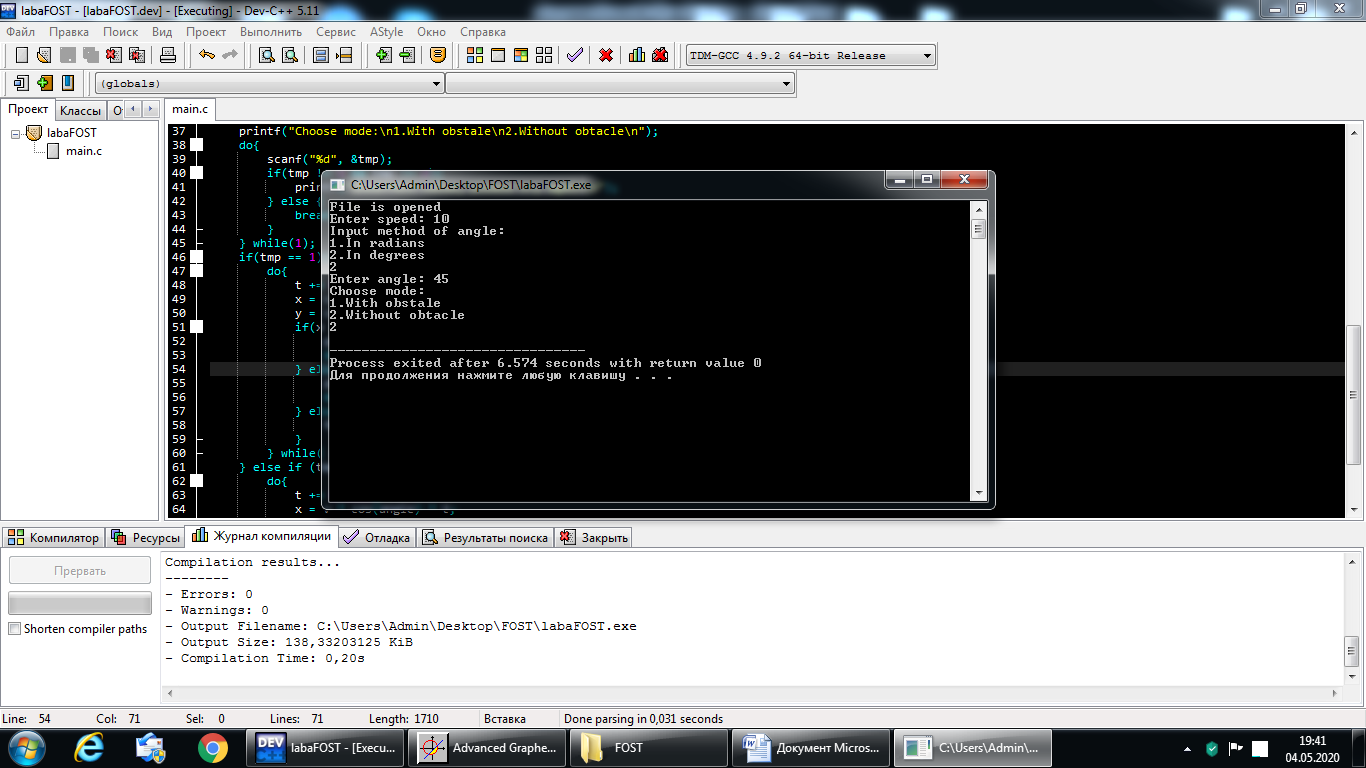 labaFOST - [labaFOST.dev] - [Executing] - Dev-C++ 5.11
Файл Правка Поиск Вид Проект Выполнить Сервис AStyle Окно Справка
TDM-GCC 4.9.2 64-bit Release
(globals)
Проект Классы О
main.c
labaFOST
main.c
37 printf("Choose mode:\n1.With obstale\n2.Without obtacle\n");
38 do{
39 scanf("%d", &tmp);
40 if(tmp !
41 prin
42 } else {
43 brea
44 }
45 } while(1);
46 if(tmp == 1)
47 do{
48 t +=
49 x =
50 y =
51 if(x
52
53
54 } el
55
56
57 } el
58
59 }
60 } while(
61 } else if (t
62 do{
63 t +=
64 x = v * cos(angle) * t;
C:\Users\Admin\Desktop\FOST\labaFOST.exe
File is opened
Enter speed: 10
Input method of angle:
1.In radians
2.In degrees
2
Enter angle: 45
Choose mode:
1.With obstale
2.Without obtacle
2
--------------------------------
Process exited after 6.574 seconds with return value 0
Для продолжения нажмите любую клавишу . . .
Компилятор Ресурсы Журнал компиляции Отладка Результаты поиска Закрыть
Прервать
Shorten compiler paths
Compilation results...
--------
- Errors: 0
- Warnings: 0
- Output Filename: C:\Users\Admin\Desktop\FOST\labaFOST.exe
- Output Size: 138,33203125 KiB
- Compilation Time: 0,20s
Line: 54 Col: 71 Sel: 0 Lines: 71 Length: 1710 Вставка Done parsing in 0,031 seconds
labaFOST - [Execu... Advanced Graphe... FOST Документ Micros... C:\Users\Admin\...
19:41
04.05.2020